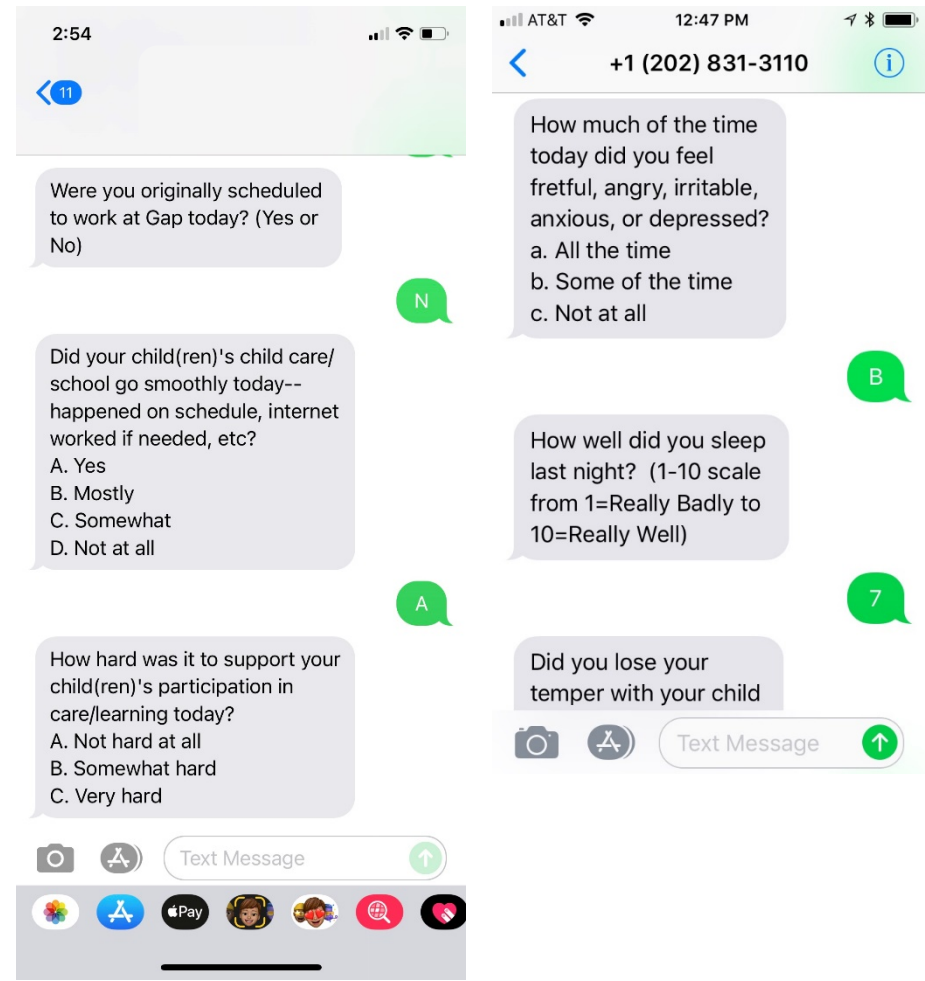 2:54
11
Were you originally scheduled
to work at Gap today? (Yes or
No)
N
Did your child(ren)'s child care/
school go smoothly today--
happened on schedule, internet
worked if needed, etc?
A. Yes
B. Mostly
C. Somewhat
D. Not at all
A
How hard was it to support your
child(ren)'s participation in
care/learning today?
A. Not hard at all
B. Somewhat hard
C. Very hard
Text Message
Pay
AT&T 12:47 PM
+1 (202) 831-3110
How much of the time
today did you feel
fretful, angry, irritable,
anxious, or depressed?
a. All the time
b. Some of the time
c. Not at all
B
How well did you sleep
last night?  (1-10 scale
from 1=Really Badly to
10=Really Well)
7
Did you lose your
temper with your child
Text Message